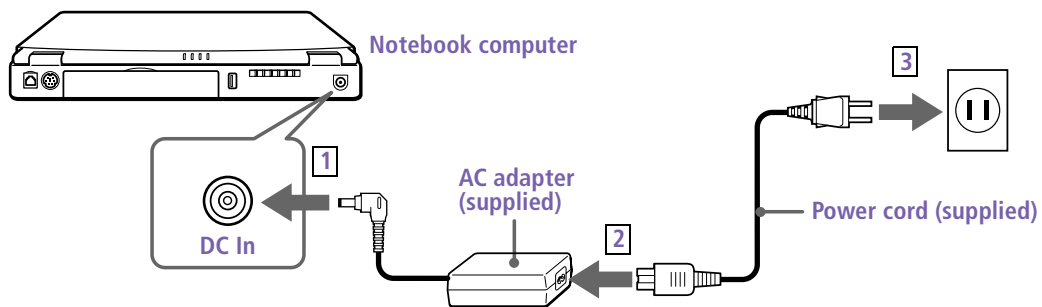 Notebook computer
3
1
AC adapter
(supplied)
Power cord (supplied)
2
DC In